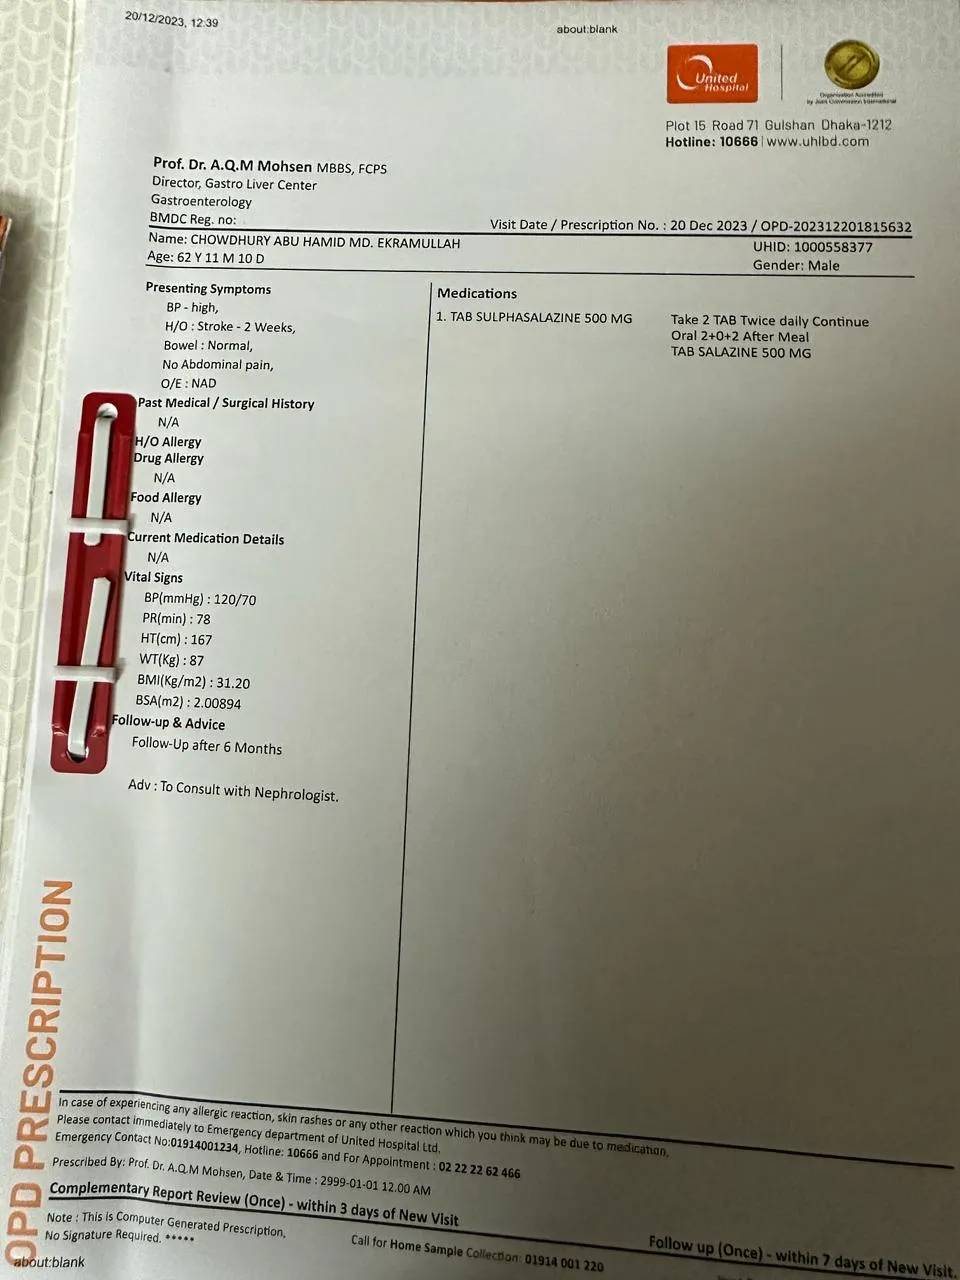 20/12/2023, 12:39
about:blank
United
Hospital
Organization Accredited
by Joint Commission International
Plot 15 Road 71 Gulshan Dhaka-1212
Hotline: 10666 | www.uhlbd.com
Prof. Dr. A.Q.M Mohsen MBBS, FCPS
Director, Gastro Liver Center
Gastroenterology
BMDC Reg. no:
Visit Date / Prescription No. : 20 Dec 2023 / OPD-202312201815632
Name: CHOWDHURY ABU HAMID MD. EKRAMULLAH
UHID: 1000558377
Age: 62 Y 11 M 10 D
Gender: Male
Presenting Symptoms
BP - high,
H/O : Stroke - 2 Weeks,
Bowel : Normal,
No Abdominal pain,
O/E : NAD
Past Medical / Surgical History
N/A
H/O Allergy
Drug Allergy
N/A
Food Allergy
N/A
Current Medication Details
N/A
Vital Signs
BP(mmHg) : 120/70
PR(min) : 78
HT(cm) : 167
WT(Kg) : 87
BMI(Kg/m2) : 31.20
BSA(m2) : 2.00894
Follow-up & Advice
Follow-Up after 6 Months
Adv : To Consult with Nephrologist.
Medications
1. TAB SULPHASALAZINE 500 MG
Take 2 TAB Twice daily Continue
Oral 2+0+2 After Meal
TAB SALAZINE 500 MG
OPD PRESCRIPTION
In case of experiencing any allergic reaction, skin rashes or any other reaction which you think may be due to medication,
Please contact immediately to Emergency department of United Hospital Ltd.
Emergency Contact No:01914001234, Hotline: 10666 and For Appointment : 02 22 22 62 466
Prescribed By: Prof. Dr. A.Q.M Mohsen, Date & Time : 2999-01-01 12.00 AM
Complementary Report Review (Once) - within 3 days of New Visit
Follow up (Once) - within 7 days of New Visit.
Note : This is Computer Generated Prescription,
No Signature Required. *****
Call for Home Sample Collection: 01914 001 220
about:blank